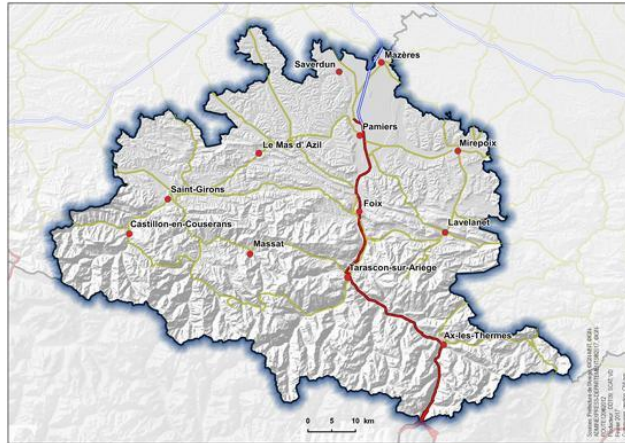 Mazères
Saverdun
Pamiers
Le Mas d' Azil
Mirepoix
Saint-Girons
Foix
Castillon-en-Couserans
Lavelanet
Massat
Tarascon-sur-Ariège
Ax-les-Thermes
0 5 10 km